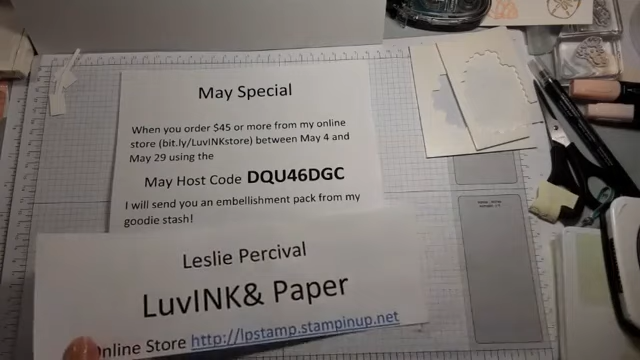 May Special
When you order $45 or more from my online
store (bit.ly/LuvINKstore) between May 4 and
May 29 using the
May Host Code DQU46DGC
I will send you an embellishment pack from my
goodie stash!
Leslie Percival
LuvINK& Paper
Online Store http://lpstamp.stampinup.net